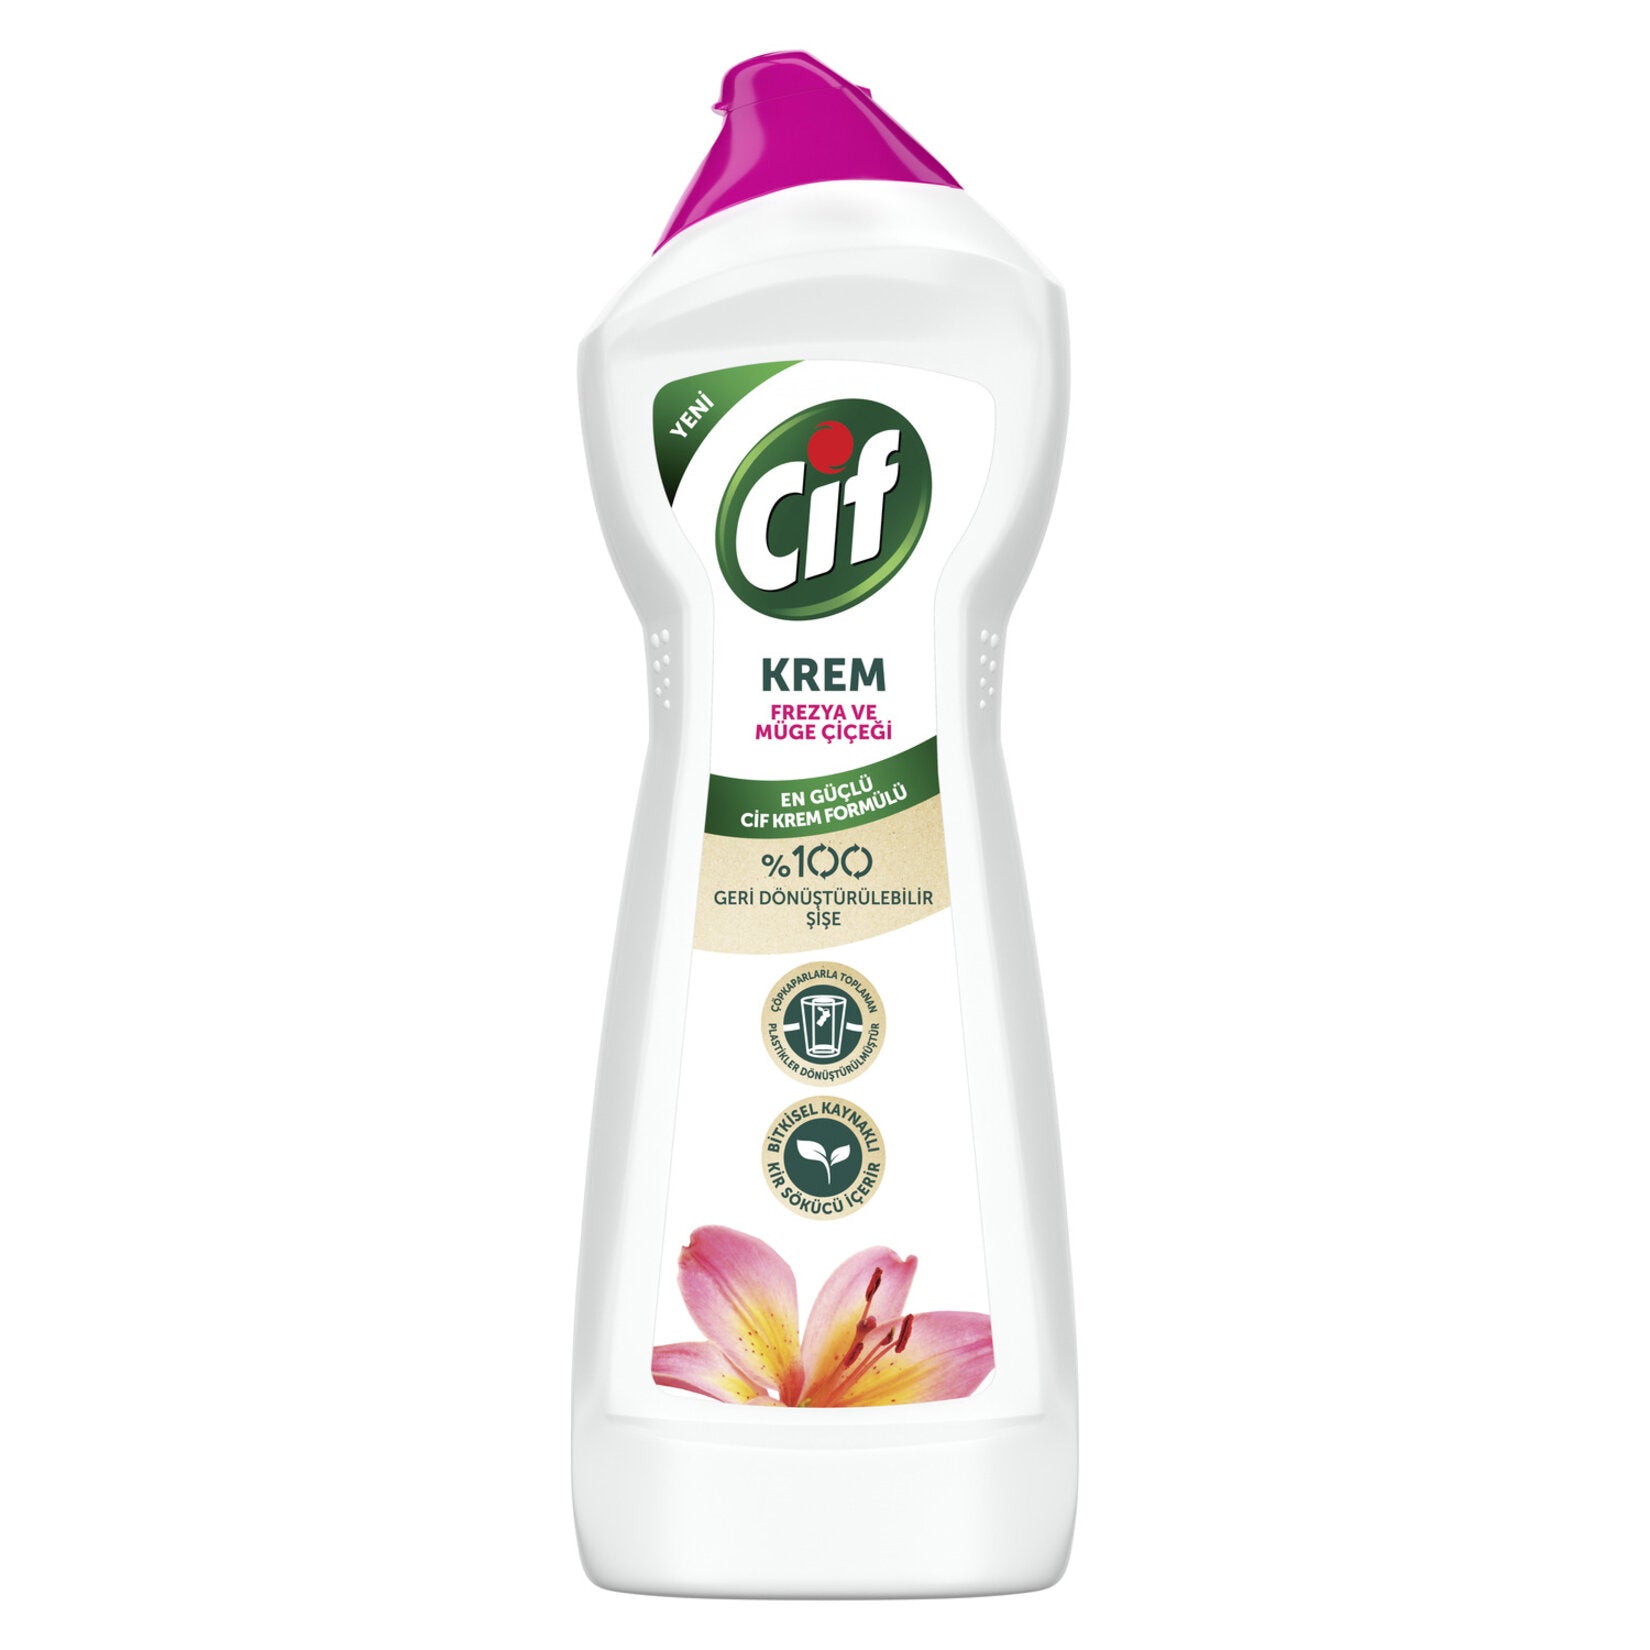 YENİ
Cif
KREM
FREZYA VE
MÜGE ÇİÇEĞİ
EN GÜÇLÜ
CİF KREM FORMÜLÜ
%100
GERİ DÖNÜŞTÜRÜLEBİLİR
ŞİŞE
ÇÖPKAPARLARLA TOPLANAN
PLASTİKLER DÖNÜŞTÜRÜLMÜŞTÜR
BİTKİSEL KAYNAKLI
KİR SÖKÜCÜ İÇERİR